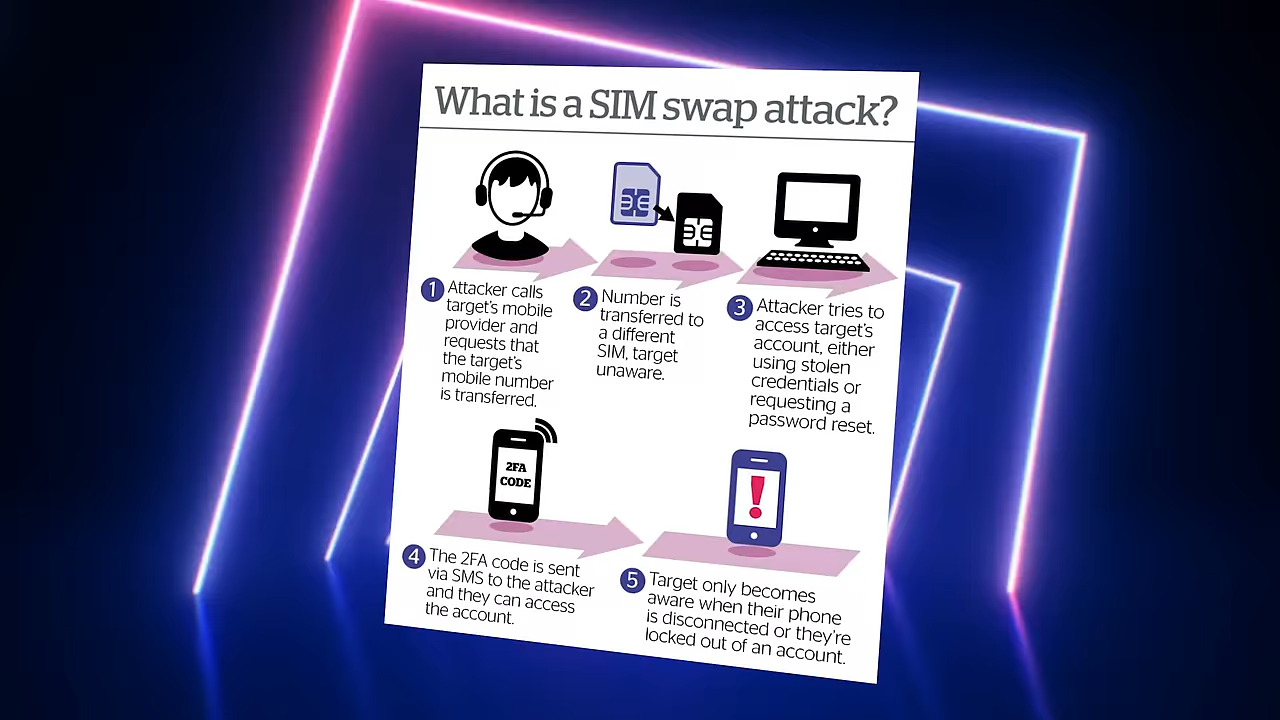 What is a SIM swap attack?
1 Attacker calls
target's mobile
provider and
requests that
the target's
mobile number
is transferred.
2 Number is
transferred to
a different
SIM, target
unaware.
3 Attacker tries to
access target's
account, either
using stolen
credentials or
requesting a
password reset.
2FA
CODE
!
4 The 2FA code is sent
via SMS to the attacker
and they can access
the account.
5 Target only becomes
aware when their phone
is disconnected or they're
locked out of an account.